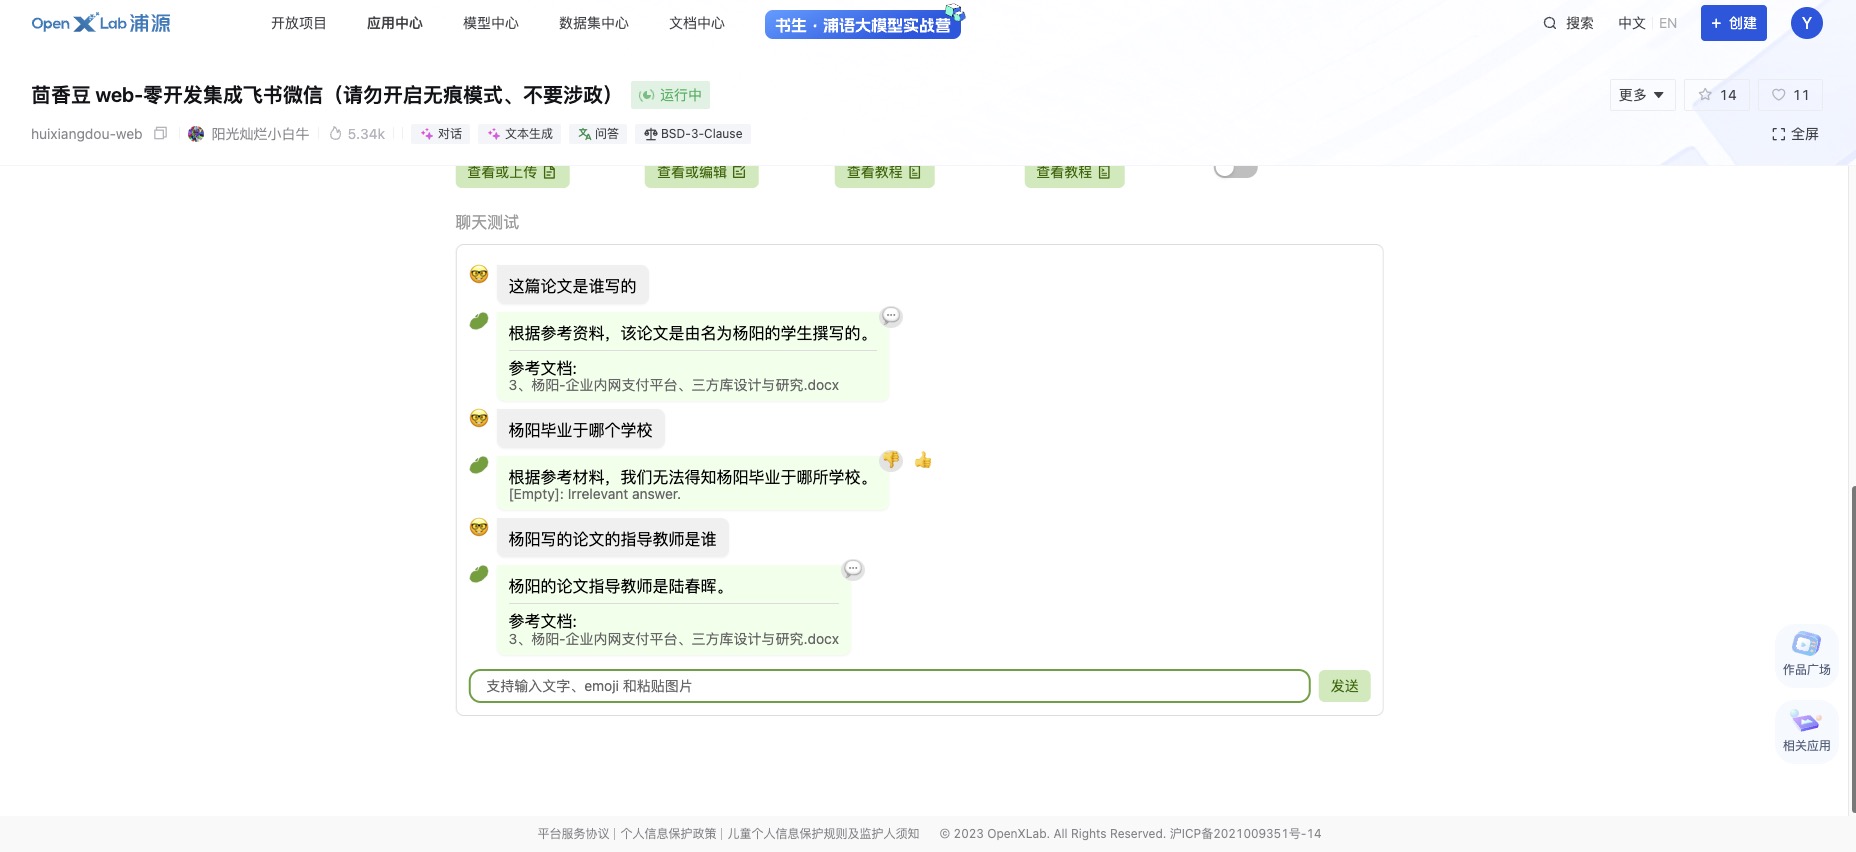 Open X Lab 浦源
开放项目
应用中心
模型中心
数据集中心
文档中心
书生·浦语大模型实战营
搜索
中文 EN
+ 创建
Y
茴香豆 web-零开发集成飞书微信（请勿开启无痕模式、不要涉政）
运行中
更多
14
11
huixiangdou-web
阳光灿烂小白牛
5.34k
对话
文本生成
问答
BSD-3-Clause
全屏
查看或上传
查看或编辑
查看教程
查看教程
聊天测试
这篇论文是谁写的
根据参考资料，该论文是由名为杨阳的学生撰写的。
参考文档:
3、杨阳-企业内网支付平台、三方库设计与研究.docx
杨阳毕业于哪个学校
根据参考材料，我们无法得知杨阳毕业于哪所学校。
[Empty]: Irrelevant answer.
杨阳写的论文的指导教师是谁
杨阳的论文指导教师是陆春晖。
参考文档:
3、杨阳-企业内网支付平台、三方库设计与研究.docx
支持输入文字、emoji 和粘贴图片
发送
作品广场
相关应用
平台服务协议 | 个人信息保护政策 | 儿童个人信息保护规则及监护人须知 © 2023 OpenXLab. All Rights Reserved. 沪ICP备2021009351号-14